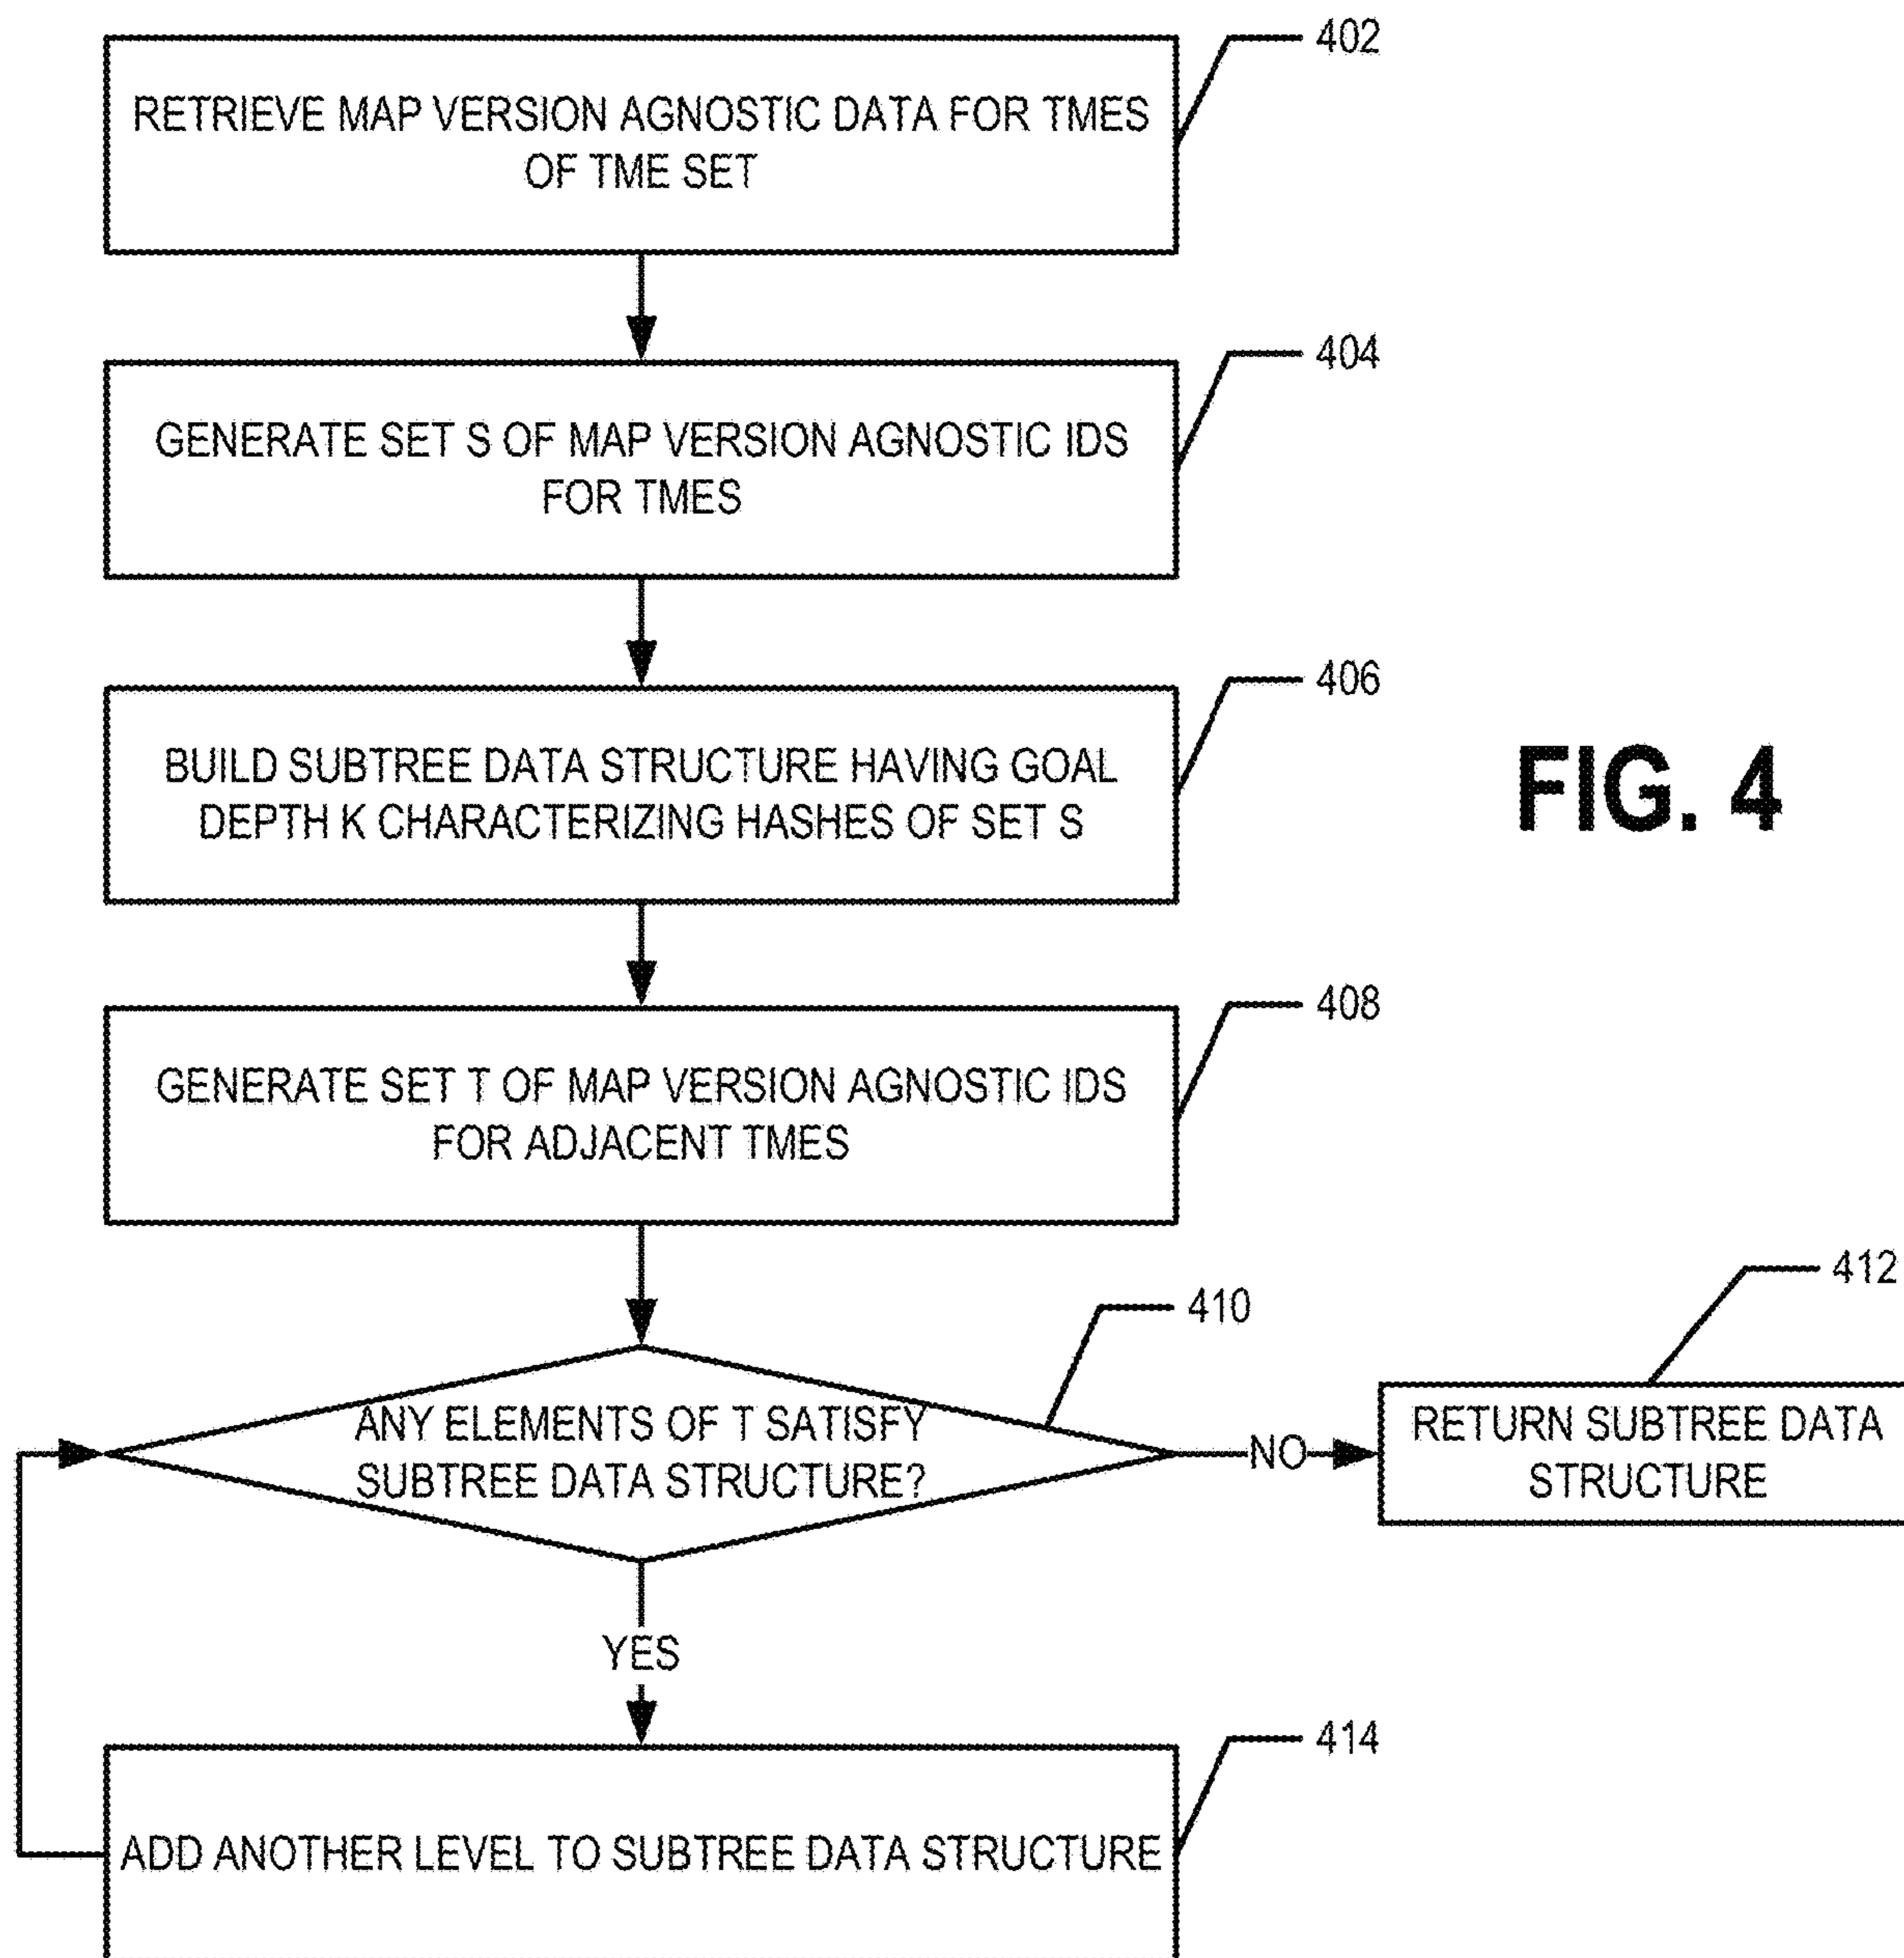 402
RETRIEVE MAP VERSION AGNOSTIC DATA FOR TMES
OF TME SET
404
GENERATE SET S OF MAP VERSION AGNOSTIC IDS
FOR TMES
406
BUILD SUBTREE DATA STRUCTURE HAVING GOAL
DEPTH K CHARACTERIZING HASHES OF SET S
FIG. 4
408
GENERATE SET T OF MAP VERSION AGNOSTIC IDS
FOR ADJACENT TMES
410
412
ANY ELEMENTS OF T SATISFY
SUBTREE DATA STRUCTURE?
NO
RETURN SUBTREE DATA
STRUCTURE
YES
414
ADD ANOTHER LEVEL TO SUBTREE DATA STRUCTURE